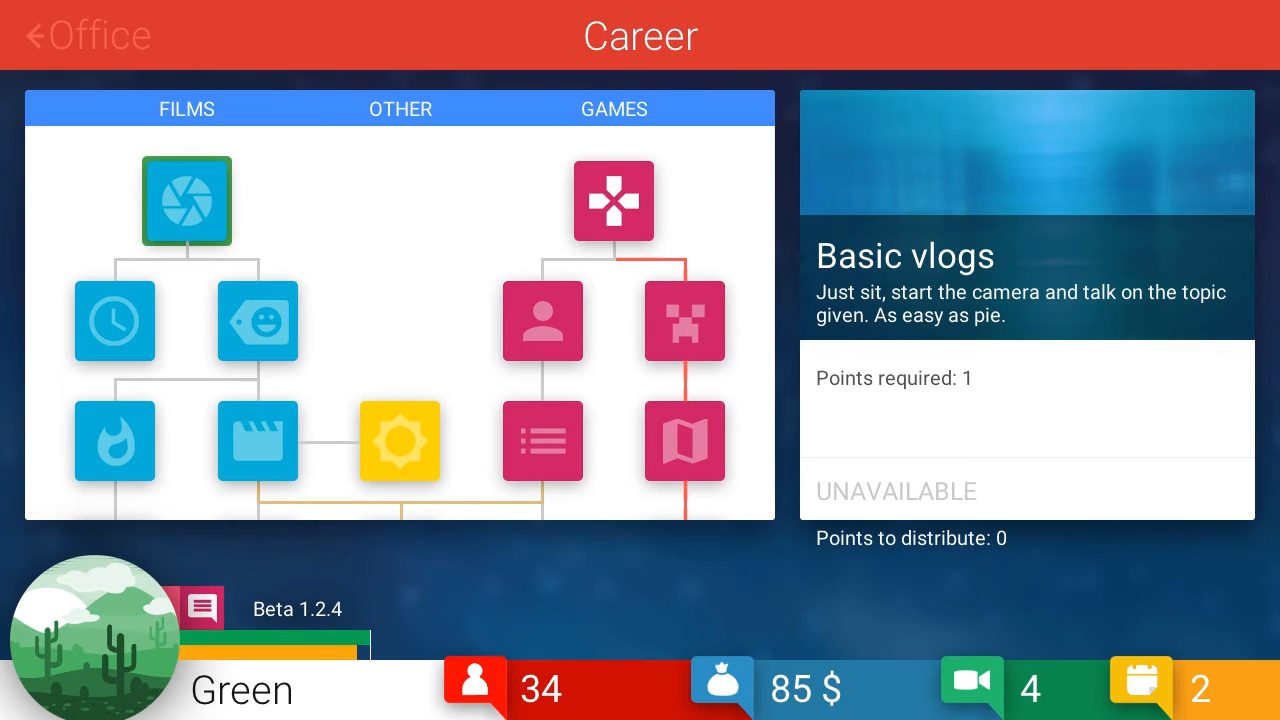 Office
Career
FILMS
OTHER
GAMES
Basic vlogs
Just sit, start the camera and talk on the topic
given. As easy as pie.
Points required: 1
UNAVAILABLE
Points to distribute: 0
Beta 1.2.4
Green
34
85 $
4
2